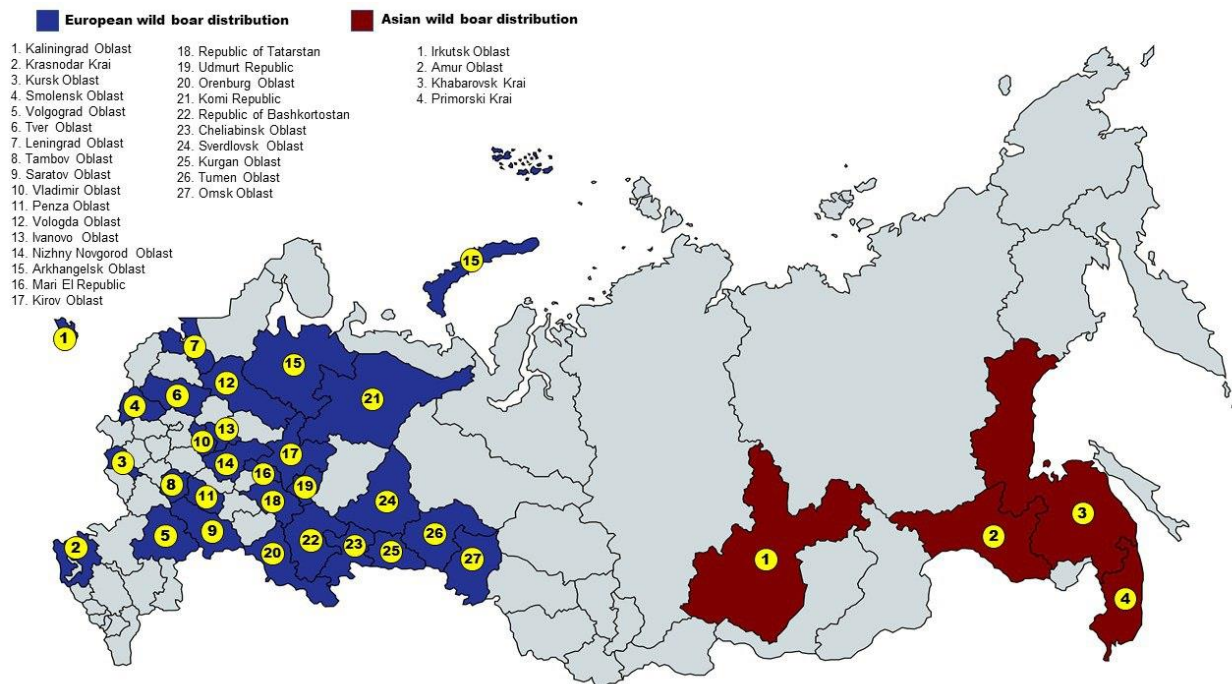 European wild boar distribution
1. Kaliningrad Oblast
2. Krasnodar Krai
3. Kursk Oblast
4. Smolensk Oblast
5. Volgograd Oblast
6. Tver Oblast
7. Leningrad Oblast
8. Tambov Oblast
9. Saratov Oblast
10. Vladimir Oblast
11. Penza Oblast
12. Vologda Oblast
13. Ivanovo Oblast
14. Nizhny Novgorod Oblast
15. Arkhangelsk Oblast
16. Mari El Republic
17. Kirov Oblast
18. Republic of Tatarstan
19. Udmurt Republic
20. Orenburg Oblast
21. Komi Republic
22. Republic of Bashkortostan
23. Cheliabinsk Oblast
24. Sverdlovsk Oblast
25. Kurgan Oblast
26. Tumen Oblast
27. Omsk Oblast
Asian wild boar distribution
1. Irkutsk Oblast
2. Amur Oblast
3. Khabarovsk Krai
4. Primorski Krai
15
1
7
15
12
6
21
4
13
10
17
3
14
16
8
19
11
18
24
5
9
26
22
2
23
25
20
27
3
2
1
4